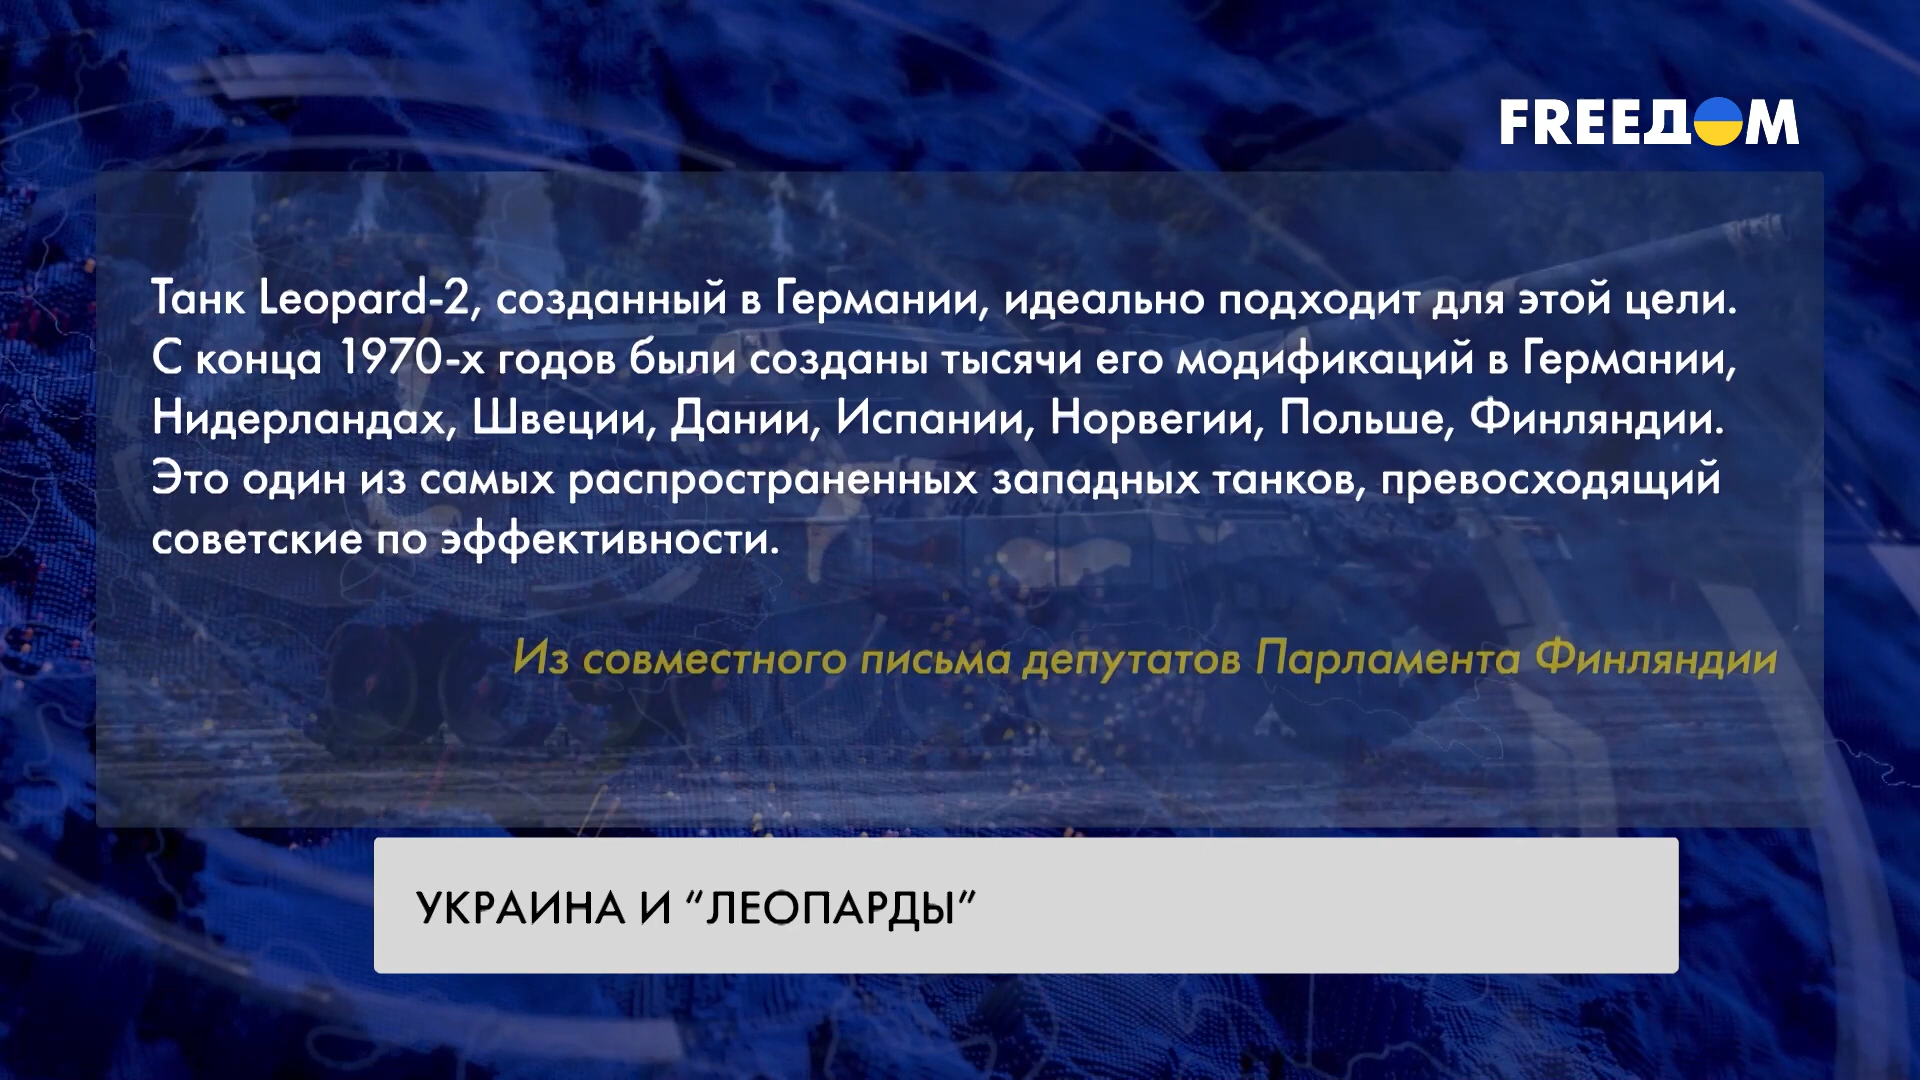 FREEДOM
Танк Leopard-2, созданный в Германии, идеально подходит для этой цели.
С конца 1970-х годов были созданы тысячи его модификаций в Германии,
Нидерландах, Швеции, Дании, Испании, Норвегии, Польше, Финляндии.
Это один из самых распространенных западных танков, превосходящий
советские по эффективности.
Из совместного письма депутатов Парламента Финляндии
УКРАИНА И "ЛЕОПАРДЫ"